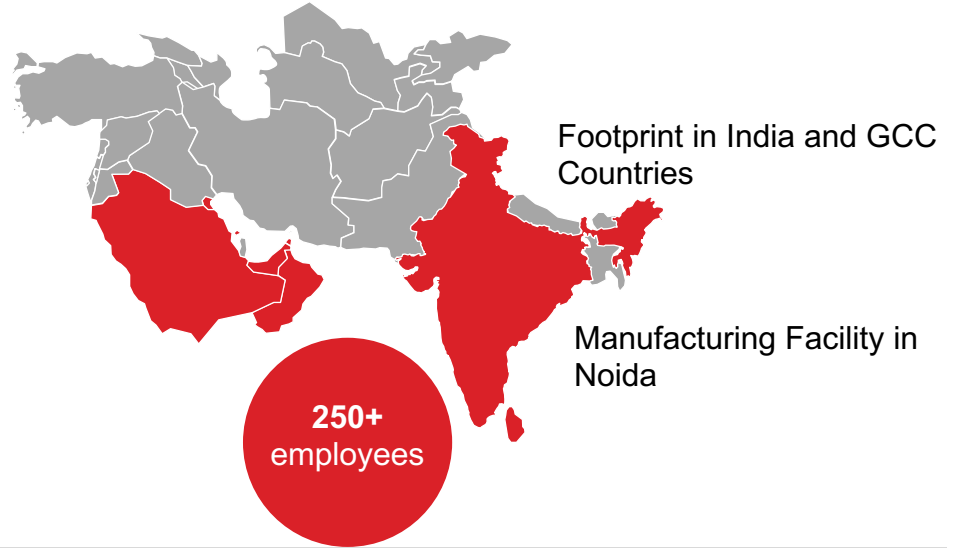 Footprint in India and GCC
Countries
Manufacturing Facility in
Noida
250+
employees